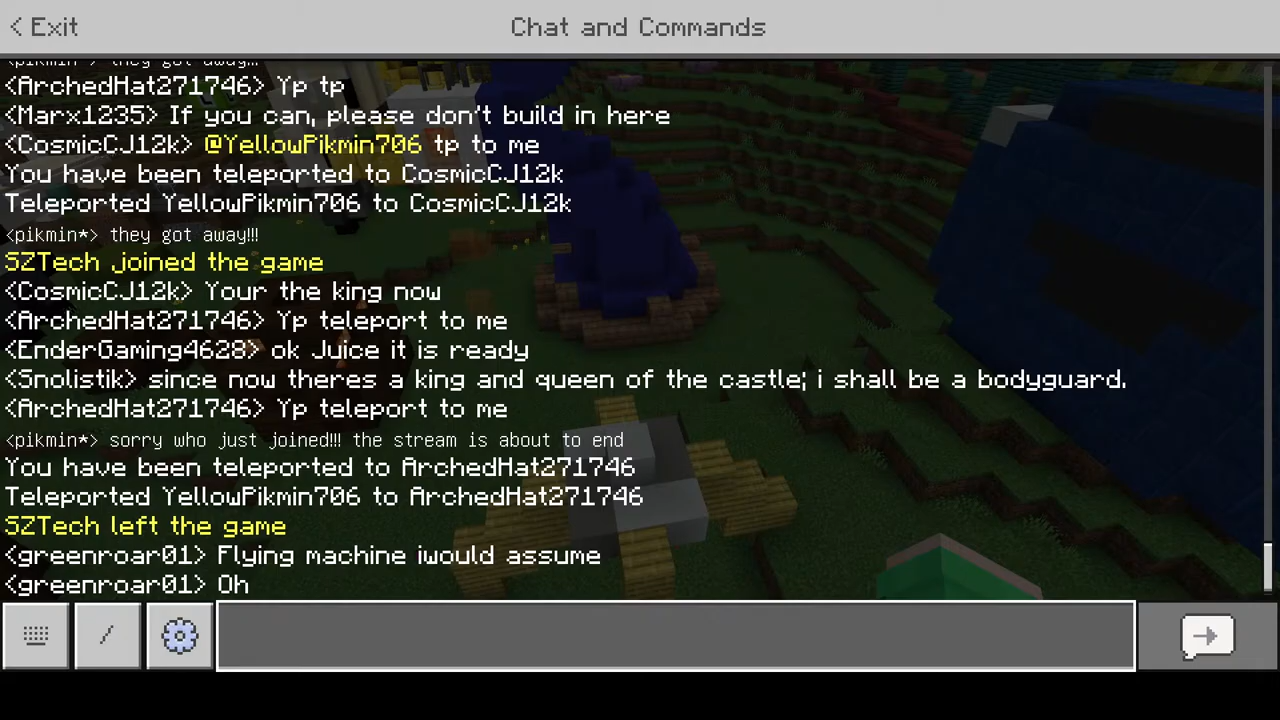 < Exit
Chat and Commands
<pikmin*> they got away!!!
<ArchedHat271746> Yp tp
<Marx1235> If you can, please don't build in here
<CosmicCJ12k> @YellowPikmin706 tp to me
You have been teleported to CosmicCJ12k
Teleported YellowPikmin706 to CosmicCJ12k
<pikmin*> they got away!!!
SZTech joined the game
<CosmicCJ12k> Your the king now
<ArchedHat271746> Yp teleport to me
<EnderGaming4628> ok Juice it is ready
<Snolistik> since now theres a king and queen of the castle; i shall be a bodyguard.
<ArchedHat271746> Yp teleport to me
<pikmin*> sorry who just joined!!! the stream is about to end
You have been teleported to ArchedHat271746
Teleported YellowPikmin706 to ArchedHat271746
SZTech left the game
<greenroar01> Flying machine iwould assume
<greenroar01> Oh
/